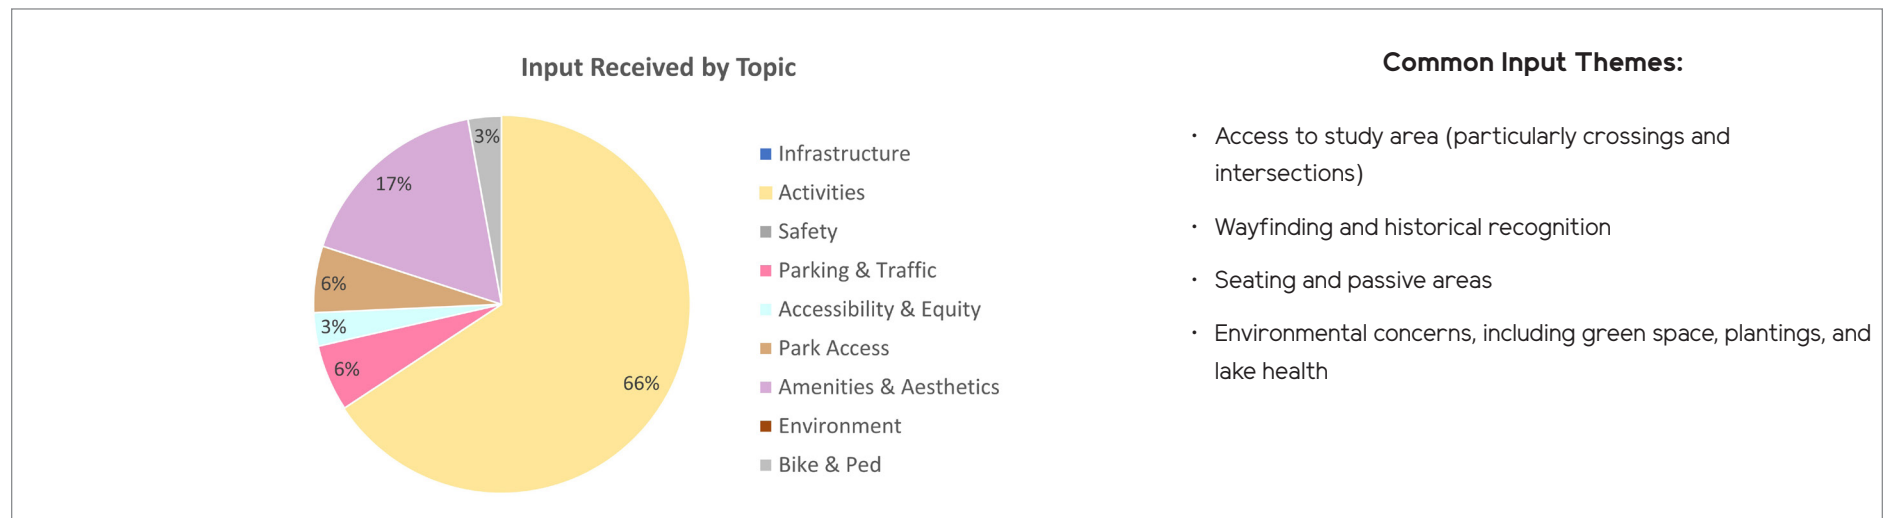 Input Received by Topic
3%
17%
6%
3%
6%
66%
Infrastructure
Activities
Safety
Parking & Traffic
Accessibility & Equity
Park Access
Amenities & Aesthetics
Environment
Bike & Ped
Common Input Themes:
• Access to study area (particularly crossings and
intersections)
• Wayfinding and historical recognition
• Seating and passive areas
• Environmental concerns, including green space, plantings, and
lake health